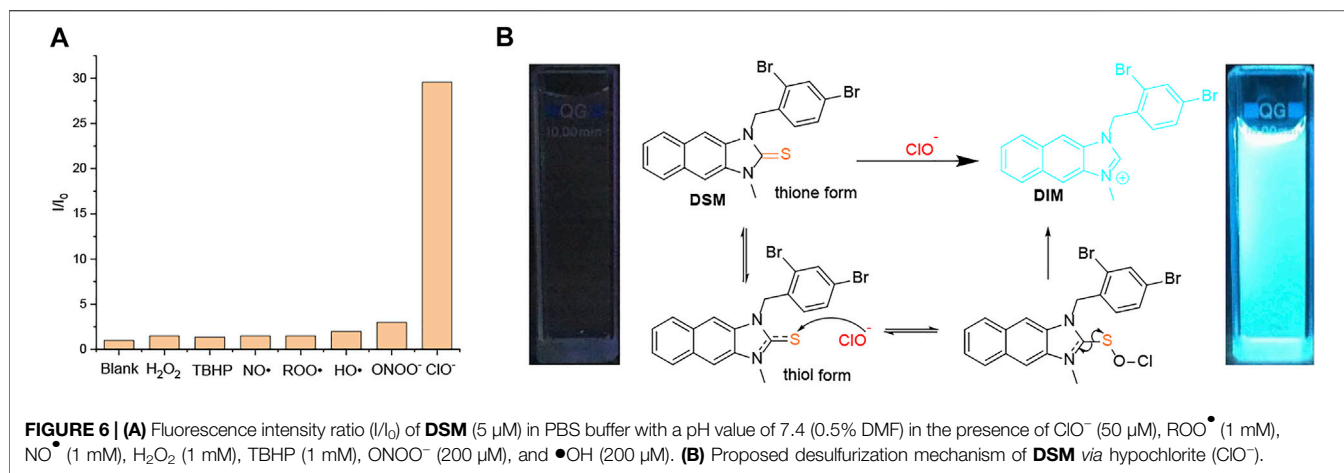 A
B
I/I₀
30
25
20
15
10
5
0
Blank
H₂O₂
TBHP
NO•
ROO•
HO•
ONOO⁻
ClO⁻
QG
10,00mm
Br
Br
N
N
S
DSM
thione form
ClO⁻
Br
Br
N
N
⊕
DIM
QG
Br
Br
N
N
S
ClO⁻
thiol form
Br
Br
N
N
S
O–Cl
FIGURE 6 | (A) Fluorescence intensity ratio (I/I₀) of DSM (5 μM) in PBS buffer with a pH value of 7.4 (0.5% DMF) in the presence of ClO⁻ (50 μM), ROO• (1 mM),
NO• (1 mM), H₂O₂ (1 mM), TBHP (1 mM), ONOO⁻ (200 μM), and •OH (200 μM). (B) Proposed desulfurization mechanism of DSM via hypochlorite (ClO⁻).